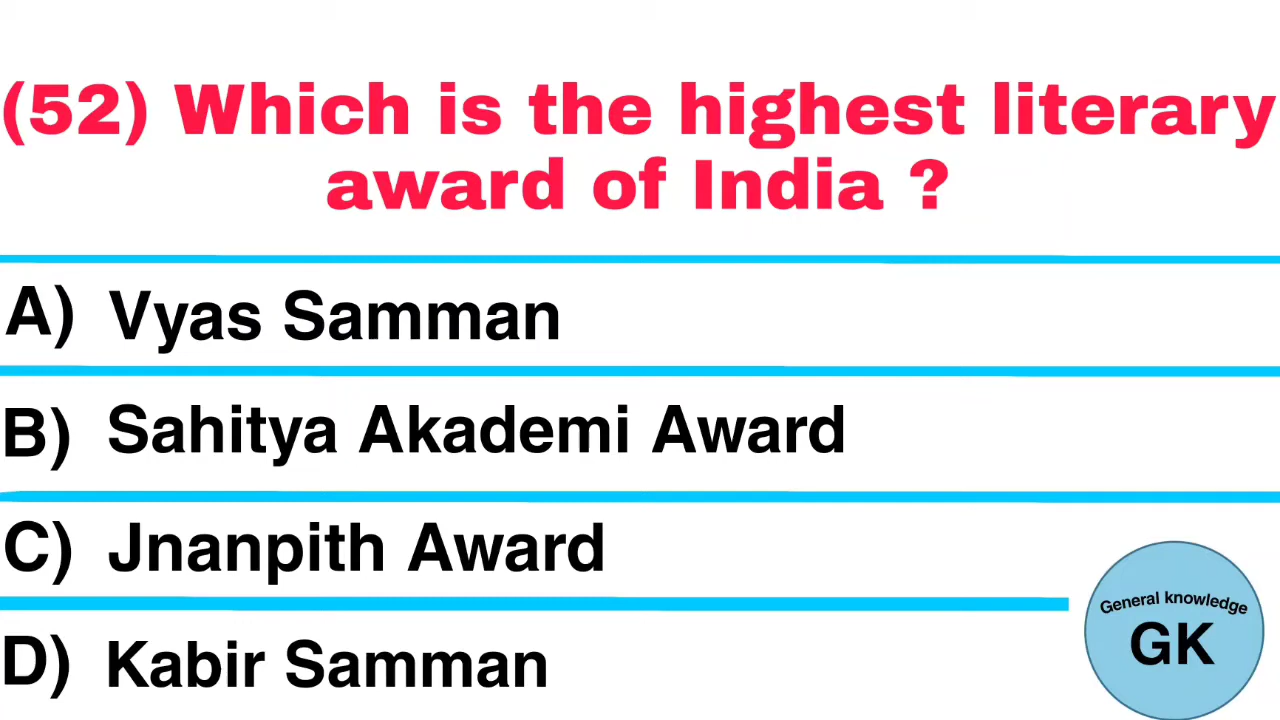 (52) Which is the highest literary
award of India ?
A) Vyas Samman
B) Sahitya Akademi Award
C) Jnanpith Award
D) Kabir Samman
General knowledge
GK